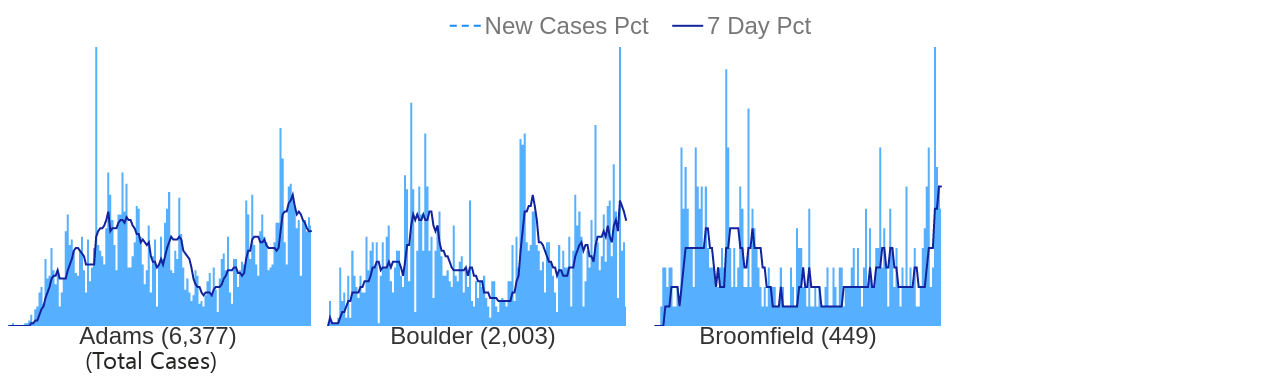 New Cases Pct 7 Day Pct
Adams (6,377) Boulder (2,003) Broomfield (449)
(Total Cases)